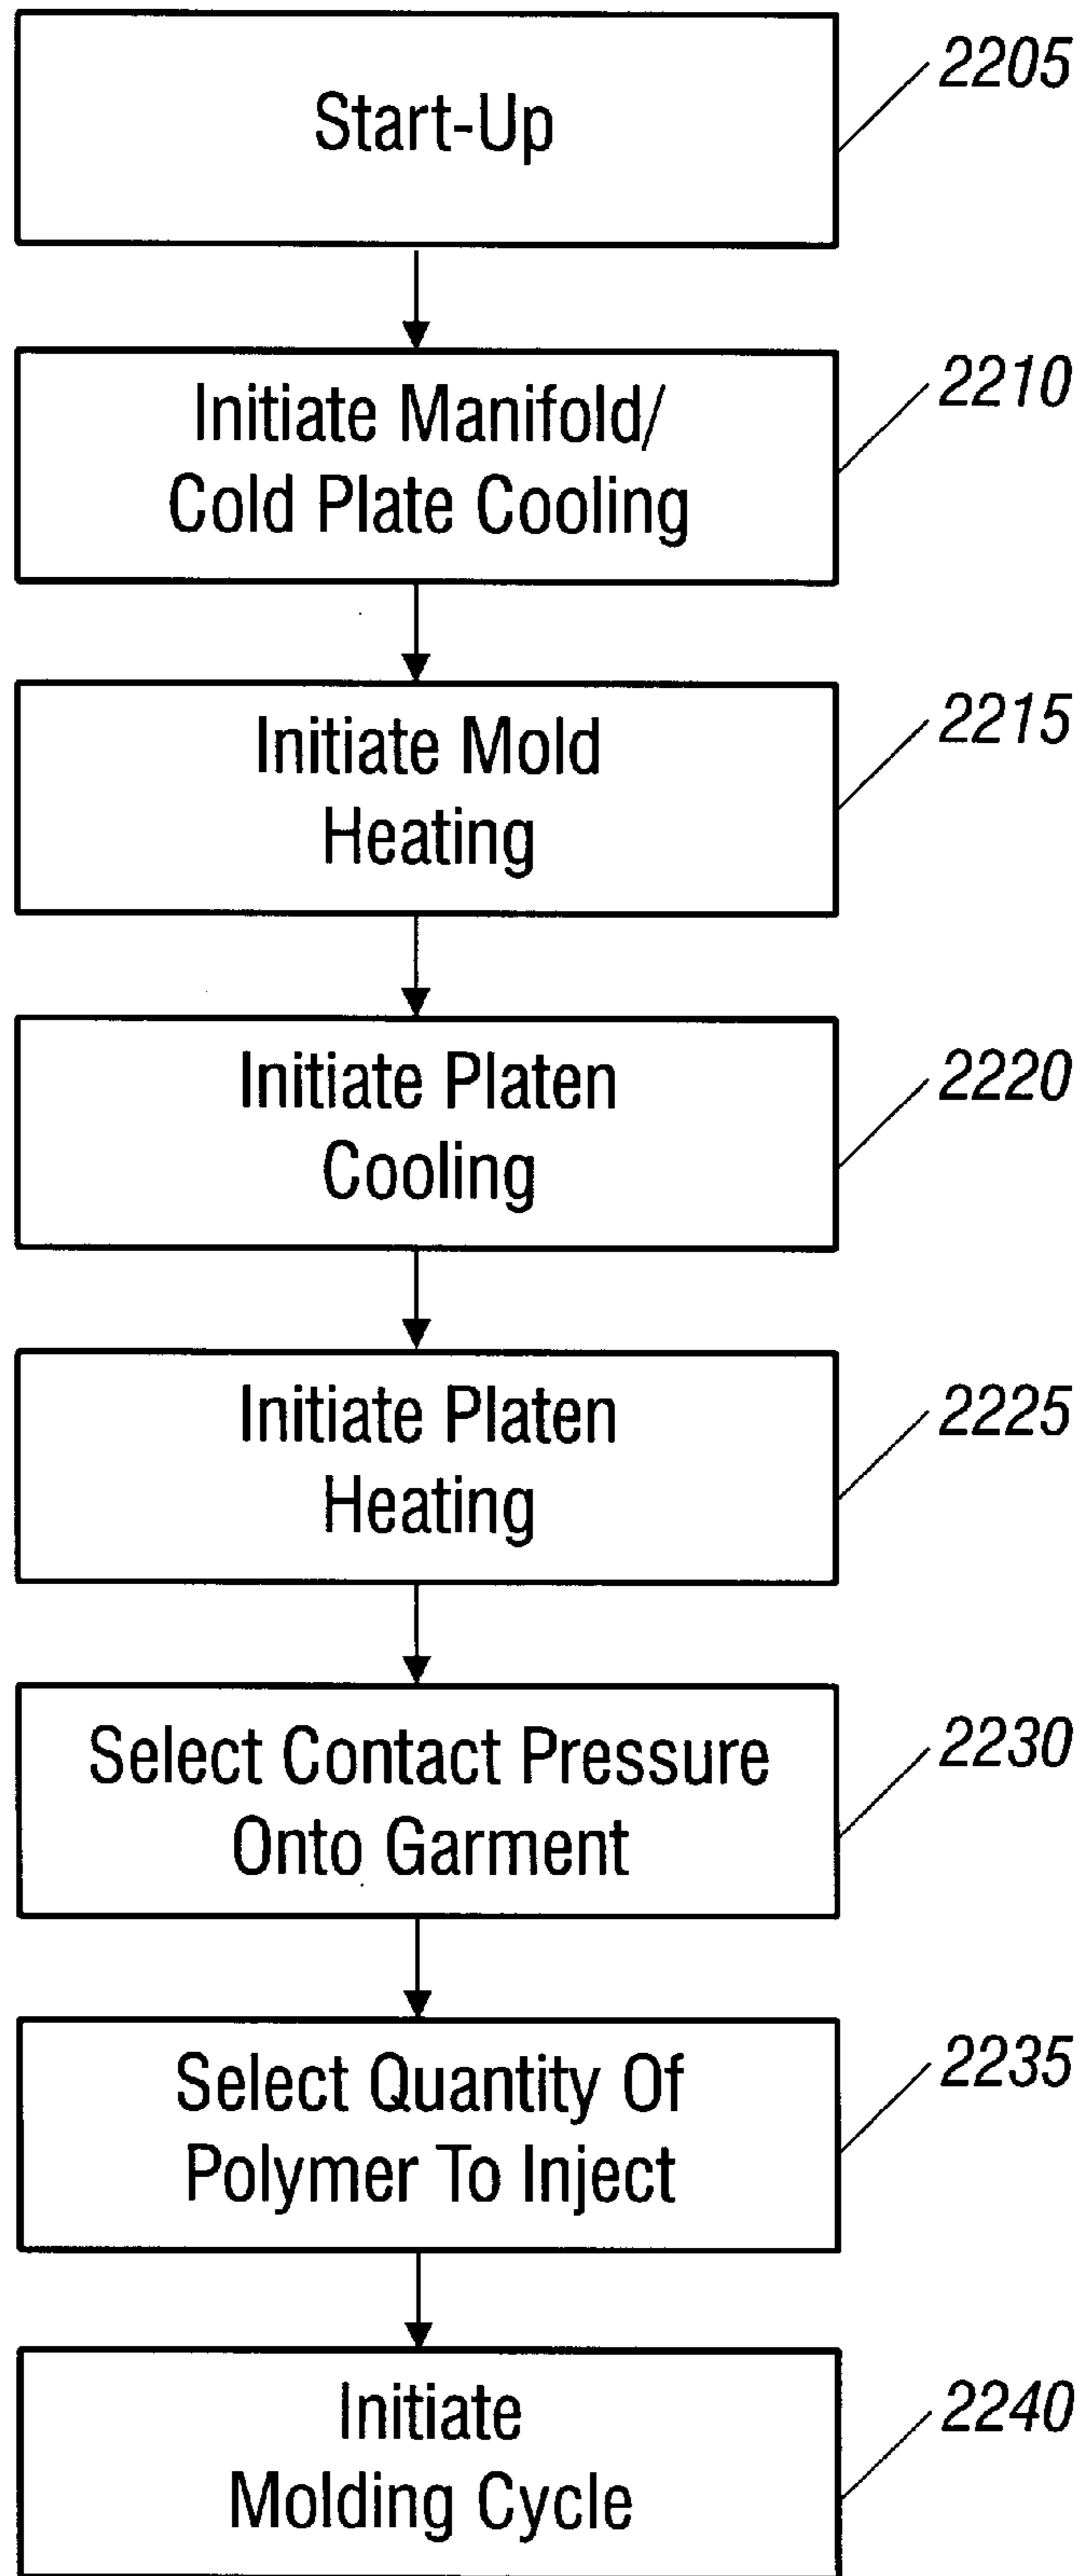 Start-Up
2205
Initiate Manifold/
Cold Plate Cooling
2210
Initiate Mold
Heating
2215
Initiate Platen
Cooling
2220
Initiate Platen
Heating
2225
Select Contact Pressure
Onto Garment
2230
Select Quantity Of
Polymer To Inject
2235
Initiate
Molding Cycle
2240